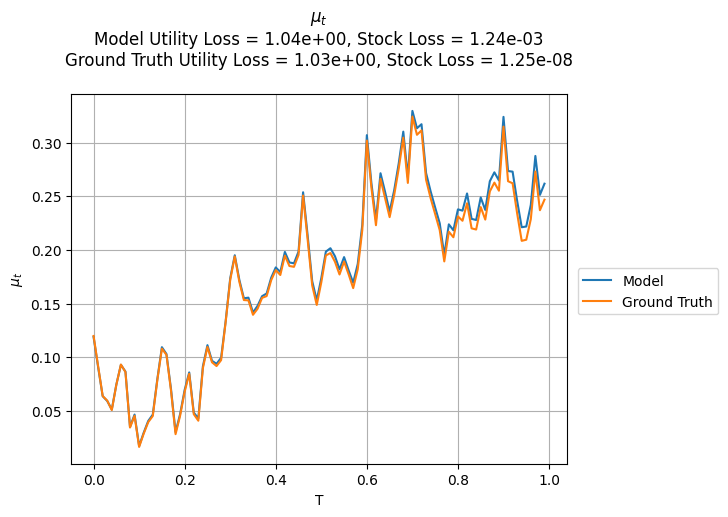 μt
Model Utility Loss = 1.04e+00, Stock Loss = 1.24e-03
Ground Truth Utility Loss = 1.03e+00, Stock Loss = 1.25e-08
0.30
0.25
0.20
0.15
0.10
0.05
μt
0.0 0.2 0.4 0.6 0.8 1.0
T
Model
Ground Truth